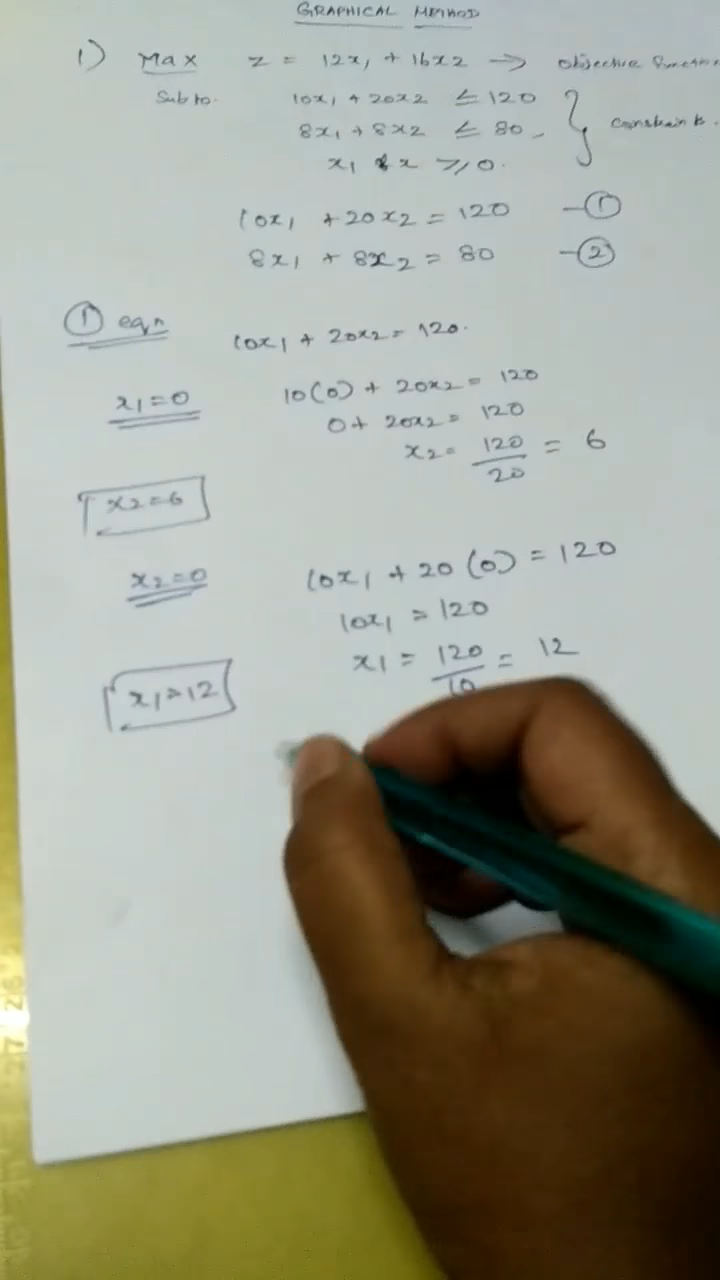 GRAPHICAL METHOD
1) Max Z = 12x1 + 16x2 → Objective function
Sub to. 10x1 + 20x2 ≤ 120
8x1 + 8x2 ≤ 80
Constraints.
x1 & x ≥ 0.
10x1 + 20x2 = 120 —①
8x1 + 8x2 = 80 —②
① eqn 10x1 + 20x2 = 120.
x1 = 0 10(0) + 20x2 = 120
0 + 20x2 = 120
x2 = 120/20 = 6
x2 = 6
x2 = 0 10x1 + 20(0) = 120
10x1 = 120
x1 = 120/10 = 12
x1 = 12